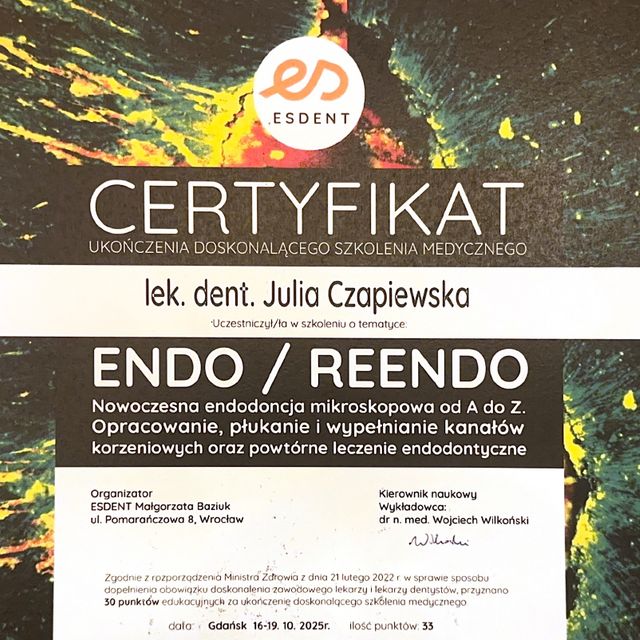 es
.ESDENT
CERTYFIKAT
UKOŃCZENIA DOSKONALĄCEGO SZKOLENIA MEDYCZNEGO
lek. dent. Julia Czapiewska
Uczestniczył/ła w szkoleniu o tematyce:
ENDO / REENDO
Nowoczesna endodoncja mikroskopowa od A do Z.
Opracowanie, płukanie i wypełnianie kanałów
korzeniowych oraz powtórne leczenie endodontyczne
Organizator
ESDENT Małgorzata Baziuk
ul. Pomarańczowa 8, Wrocław
Kierownik naukowy
Wykładowca:
dr n. med. Wojciech Wilkoński
Zgodnie z rozporządzenia Ministra Zdrowia z dnia 21 lutego 2022 r. w sprawie sposobu
dopełnienia obowiązku doskonalenia zawodowego lekarzy i lekarzy dentystów, przyznano
30 punktów edukacyjnych za ukończenie doskonalącego szkolenia medycznego
data: Gdańsk 16-19. 10. 2025r. ilość punktów: 33